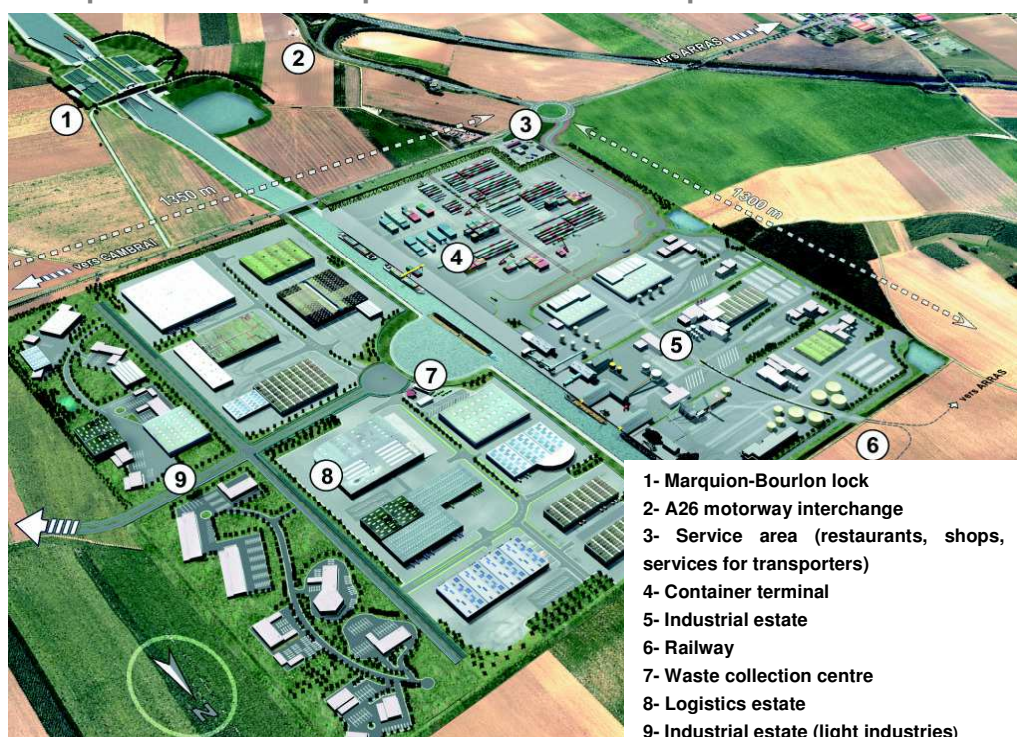 1
2
vers ARRAS
3
1350 m
1300 m
vers CAMBRAI
4
5
7
vers ARRAS
6
8
9
N
1- Marquion-Bourlon lock
2- A26 motorway interchange
3- Service area (restaurants, shops,
services for transporters)
4- Container terminal
5- Industrial estate
6- Railway
7- Waste collection centre
8- Logistics estate
9- Industrial estate (light industries)